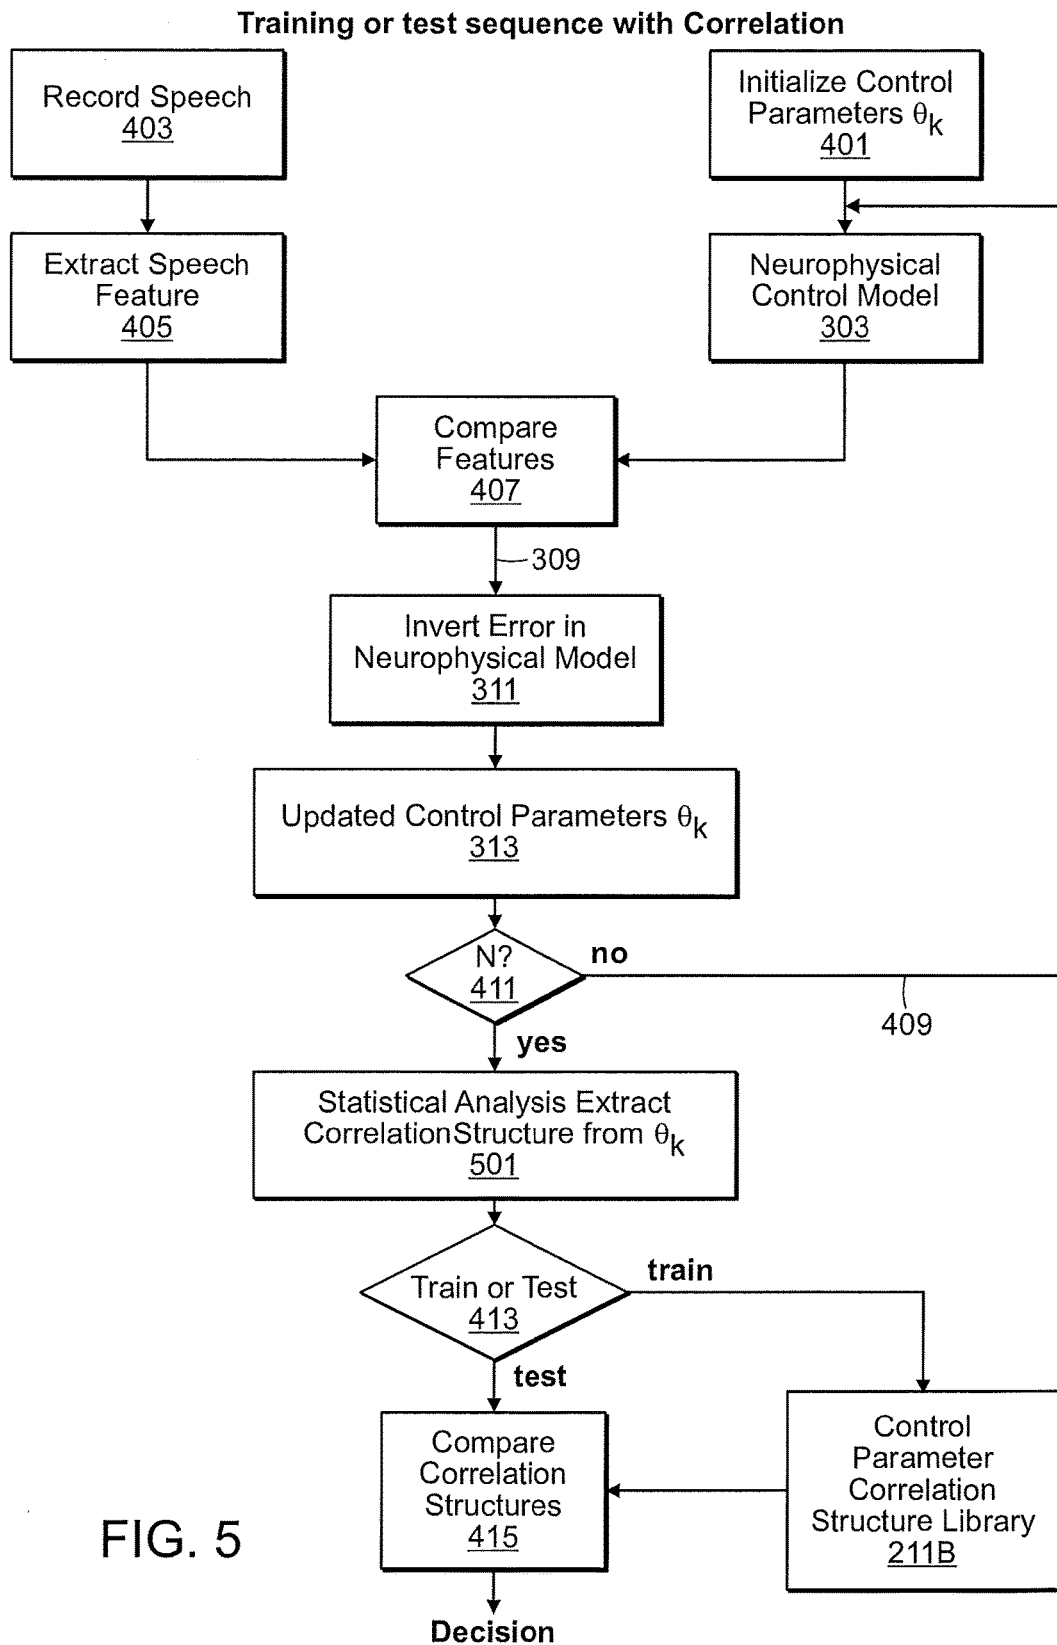 Training or test sequence with Correlation
Record Speech
403
Initialize Control
Parameters θk
401
Extract Speech
Feature
405
Neurophysical
Control Model
303
Compare
Features
407
309
Invert Error in
Neurophysical Model
311
Updated Control Parameters θk
313
N?
411
no
409
yes
Statistical Analysis Extract
Correlation Structure from θk
501
Train or Test
413
train
test
Compare
Correlation
Structures
415
Control
Parameter
Correlation
Structure Library
211B
FIG. 5
Decision